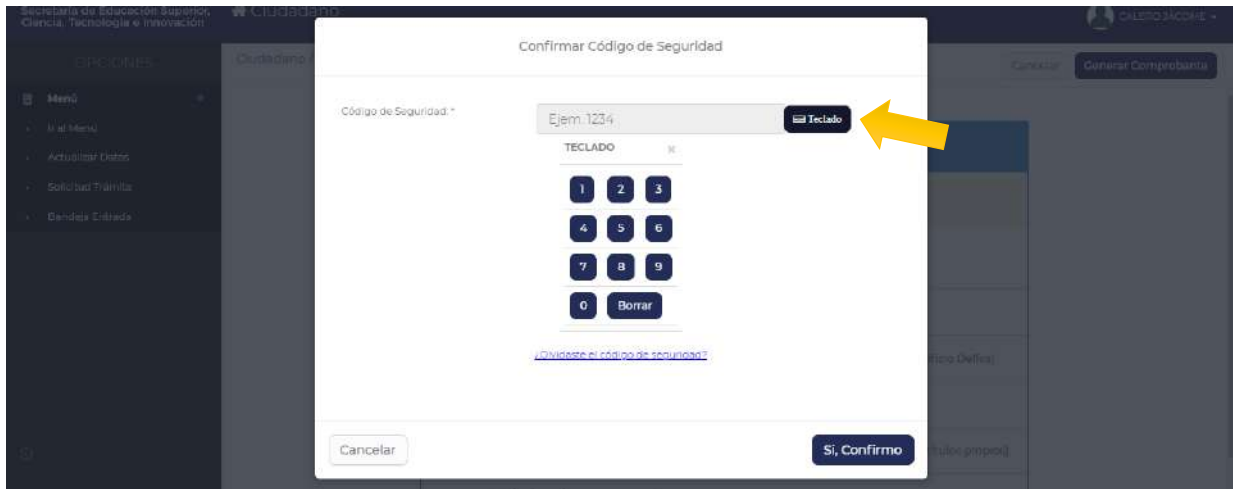 Secretaría de Educación Superior,
Ciencia, Tecnología e Innovación
Ciudadano
CALERO JÁCOME
OPCIONES
Ciudadano
Cancelar
Generar Comprobante
Menú
Ir al Menú
Actualizar Datos
Solicitud Trámite
Bandeja Entrada
Confirmar Código de Seguridad
Código de Seguridad: *
Ejem. 1234
Teclado
TECLADO ×
1 2 3
4 5 6
7 8 9
0 Borrar
¿Olvidaste el código de seguridad?
Cancelar
Si, Confirmo